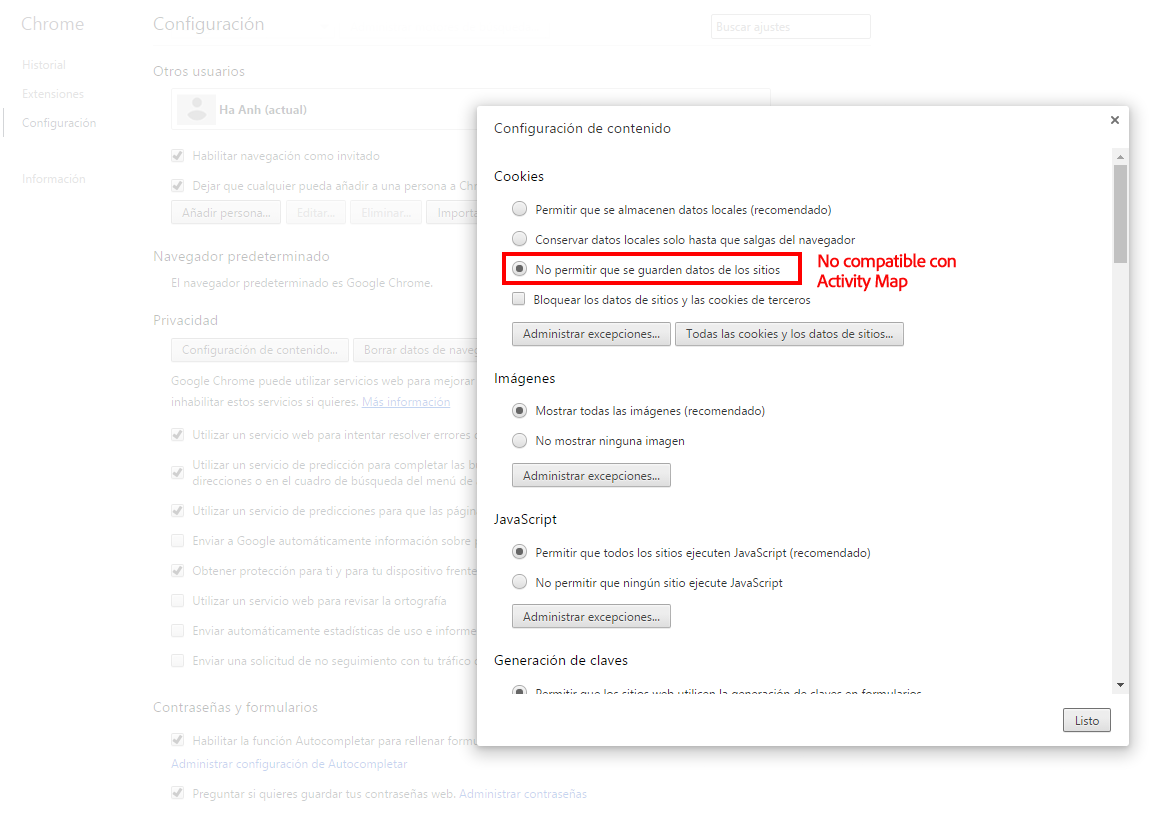 Chrome
Historial
Extensiones
Configuración
Información
Configuración
Buscar ajustes
Otros usuarios
Ha Anh (actual)
Habilitar navegación como invitado
Dejar que cualquier pueda añadir a una persona a Chr
Añadir persona...
Editar...
Eliminar...
Importa
Navegador predeterminado
El navegador predeterminado es Google Chrome.
Privacidad
Configuración de contenido...
Borrar datos de naveg
Google Chrome puede utilizar servicios web para mejorar
inhabilitar estos servicios si quieres. Más información
Utilizar un servicio web para intentar resolver errores
Utilizar un servicio de predicción para completar las b
direcciones o en el cuadro de búsqueda del menú de
Utilizar un servicio de predicciones para que las págin
Enviar a Google automáticamente información sobre
Obtener protección para ti y para tu dispositivo frente
Utilizar un servicio web para revisar la ortografía
Enviar automáticamente estadísticas de uso e informe
Enviar una solicitud de no seguimiento con tu tráfico
Contraseñas y formularios
Habilitar la función Autocompletar para rellenar formu
Administrar configuración de Autocompletar
Preguntar si quieres guardar tus contraseñas web. Administrar contraseñas
Configuración de contenido
Cookies
Permitir que se almacenen datos locales (recomendado)
Conservar datos locales solo hasta que salgas del navegador
No permitir que se guarden datos de los sitios
No compatible con
Activity Map
Bloquear los datos de sitios y las cookies de terceros
Administrar excepciones...
Todas las cookies y los datos de sitios...
Imágenes
Mostrar todas las imágenes (recomendado)
No mostrar ninguna imagen
Administrar excepciones...
JavaScript
Permitir que todos los sitios ejecuten JavaScript (recomendado)
No permitir que ningún sitio ejecute JavaScript
Administrar excepciones...
Generación de claves
Permitir que los sitios web utilicen la generación de claves en formularios
Listo